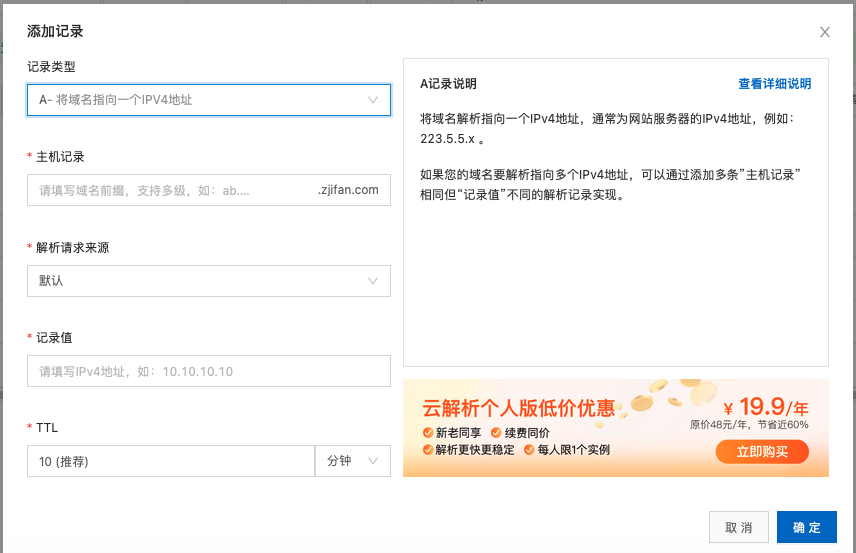 添加记录
记录类型
A- 将域名指向一个IPV4地址
* 主机记录
请填写域名前缀，支持多级，如：ab....
.zjifan.com
* 解析请求来源
默认
* 记录值
请填写IPv4地址，如：10.10.10.10
* TTL
10 (推荐)
分钟
A记录说明
查看详细说明
将域名解析指向一个IPv4地址，通常为网站服务器的IPv4地址，例如：
223.5.5.x 。
如果您的域名要解析指向多个IPv4地址，可以通过添加多条”主机记录”
相同但“记录值”不同的解析记录实现。
云解析个人版低价优惠
新老同享 续费同价
解析更快更稳定 每人限1个实例
¥ 19.9/年
原价48元/年，节省近60%
立即购买
取 消
确 定